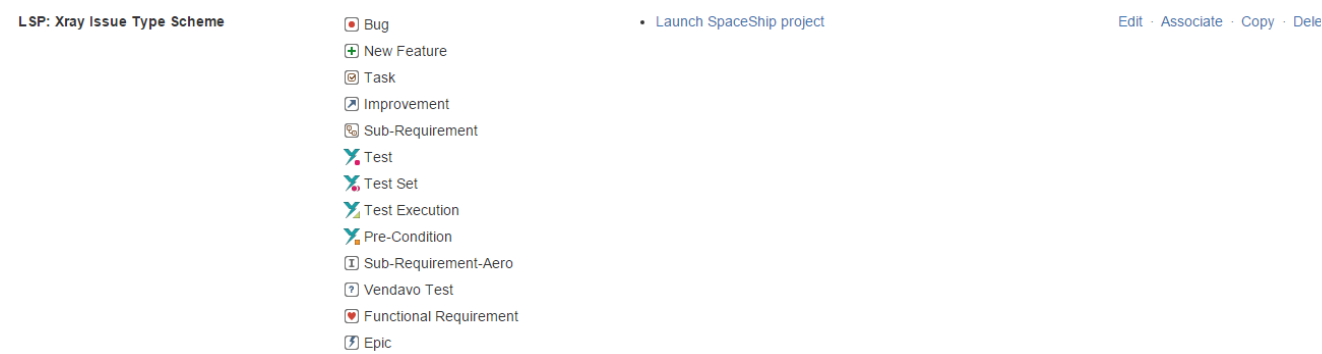 LSP: Xray Issue Type Scheme Bug • Launch SpaceShip project Edit · Associate · Copy · Dele
New Feature
Task
Improvement
Sub-Requirement
Test
Test Set
Test Execution
Pre-Condition
Sub-Requirement-Aero
Vendavo Test
Functional Requirement
Epic